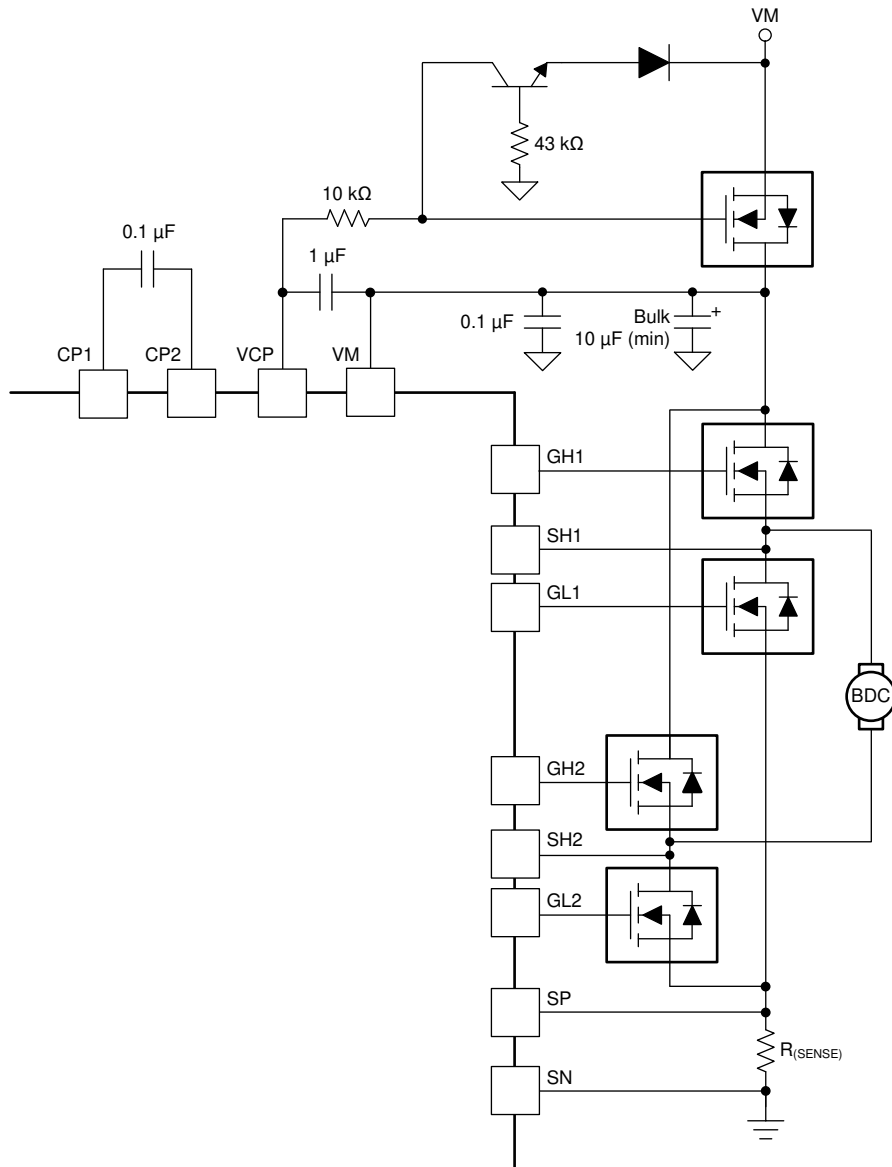 VM
43 kΩ
10 kΩ
0.1 µF
1 µF
0.1 µF
Bulk
10 µF (min)
+
CP1
CP2
VCP
VM
GH1
SH1
GL1
BDC
GH2
SH2
GL2
SP
R(SENSE)
SN